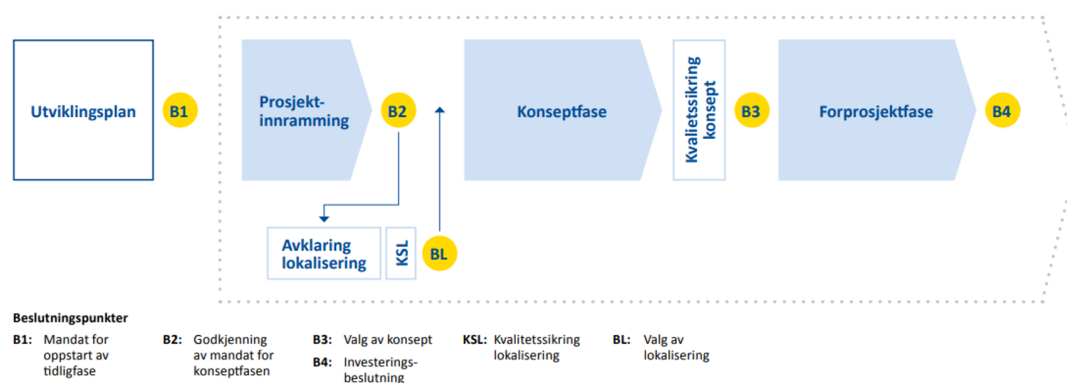 Utviklingsplan
B1
Prosjekt-
innramming
B2
Konseptfase
Kvalietssikring
konsept
B3
Forprosjektfase
B4
Avklaring
lokalisering
KSL
BL
Beslutningspunkter
B1: Mandat for
oppstart av
tidligfase
B2: Godkjenning
av mandat for
konseptfasen
B3: Valg av konsept
B4: Investerings-
beslutning
KSL: Kvalitetssikring
lokalisering
BL: Valg av
lokalisering